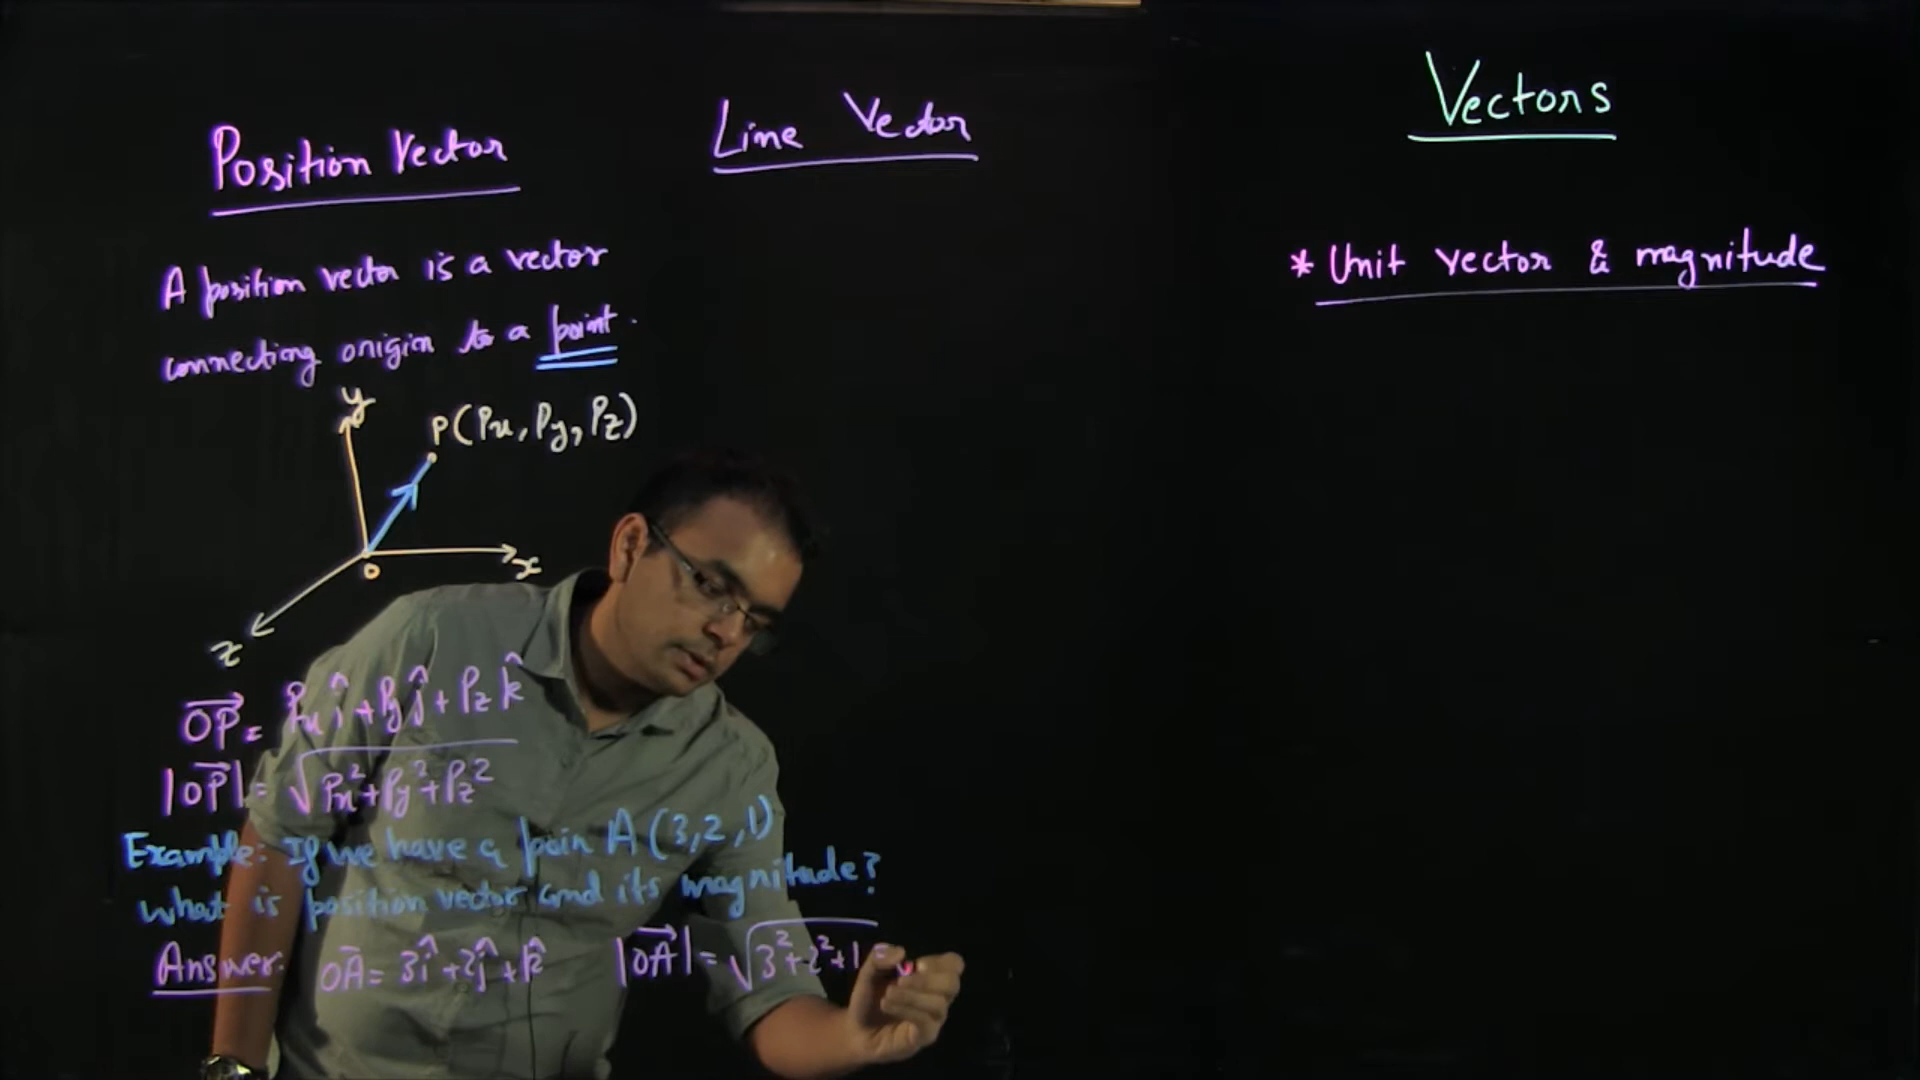 Position Vector
A position vector is a vector
connecting origin to a point.
y
P(Px, Py, Pz)
o
x
z
OP = Px î + Py ĵ + Pz k̂
|OP| = √Px² + Py² + Pz²
Example: If we have a poin A (3,2,1)
what is position vector and its magnitude?
Answer: OA = 3î + 2ĵ + k̂ |OA| = √3² + 2² + 1 =
Line Vector
Vectors
* Unit vector & magnitude